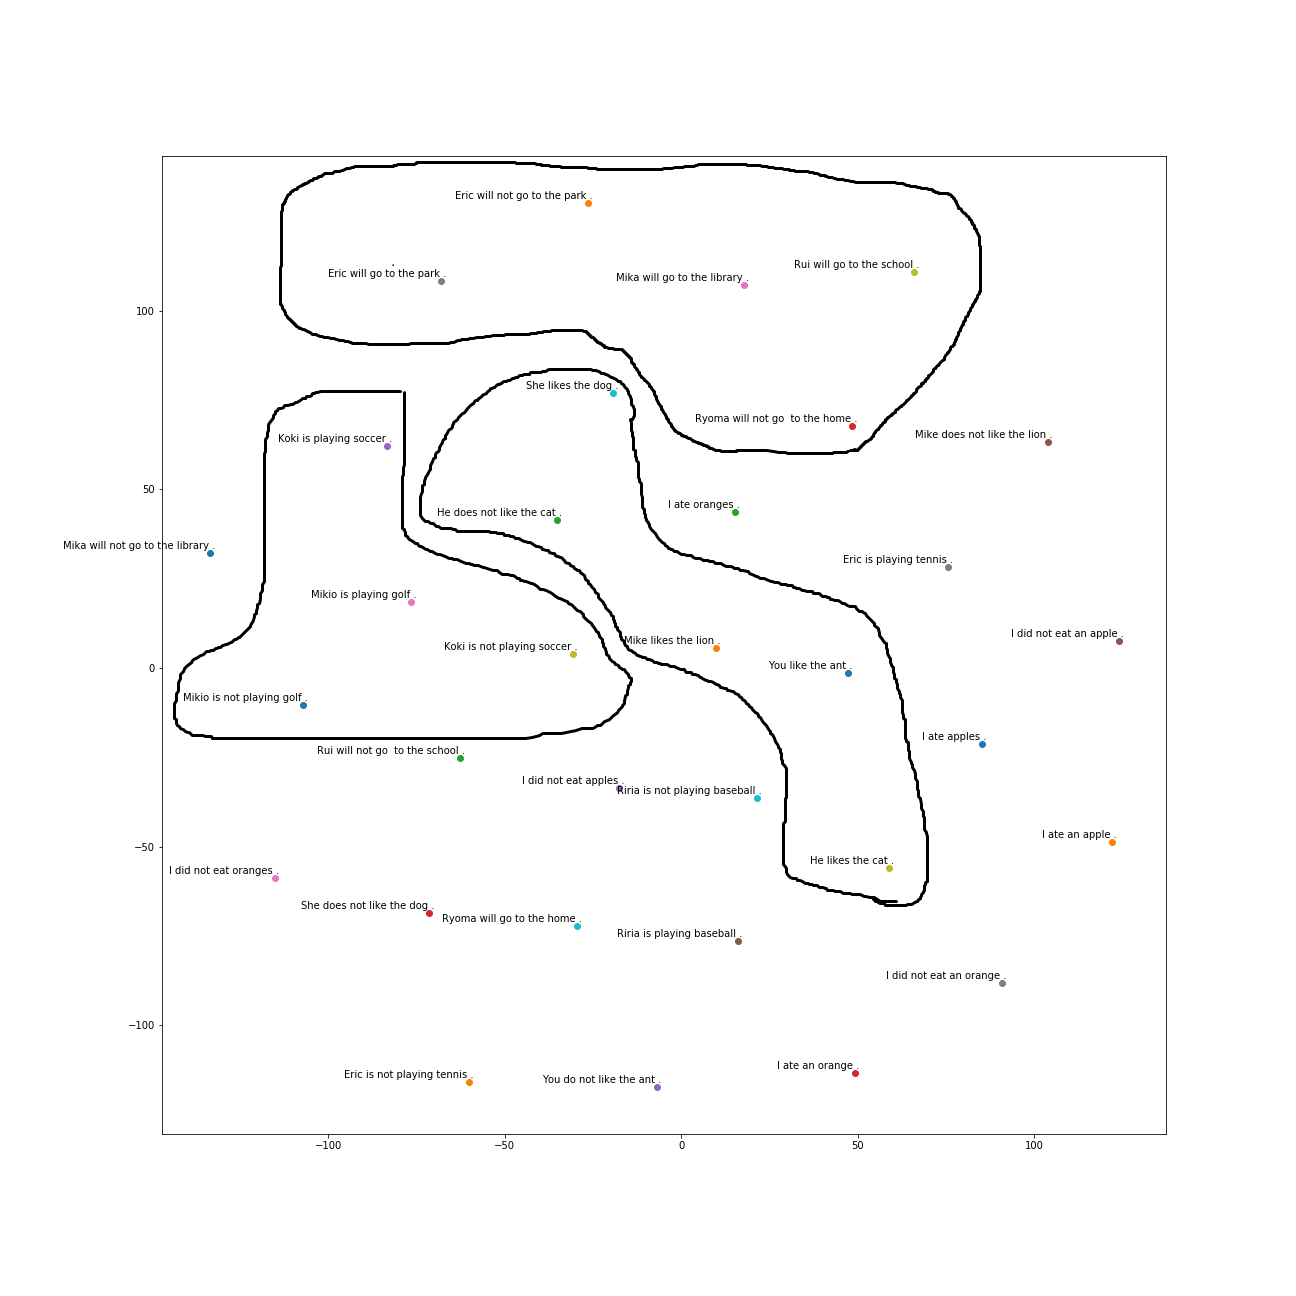 Eric will not go to the park .
Rui will go to the school .
Eric will go to the park .
Mika will go to the library .
100
She likes the dog .
Ryoma will not go  to the home .
Mike does not like the lion .
Koki is playing soccer .
50
I ate oranges .
He does not like the cat .
Mika will not go to the library .
Eric is playing tennis .
Mikio is playing golf .
I did not eat an apple .
Mike likes the lion .
Koki is not playing soccer .
0
You like the ant .
Mikio is not playing golf .
I ate apples .
Rui will not go  to the school .
I did not eat apples .
Riria is not playing baseball .
I ate an apple .
−50
He likes the cat .
I did not eat oranges .
She does not like the dog .
Ryoma will go to the home .
Riria is playing baseball .
I did not eat an orange .
−100
I ate an orange .
Eric is not playing tennis .
You do not like the ant .
−100 −50 0 50 100